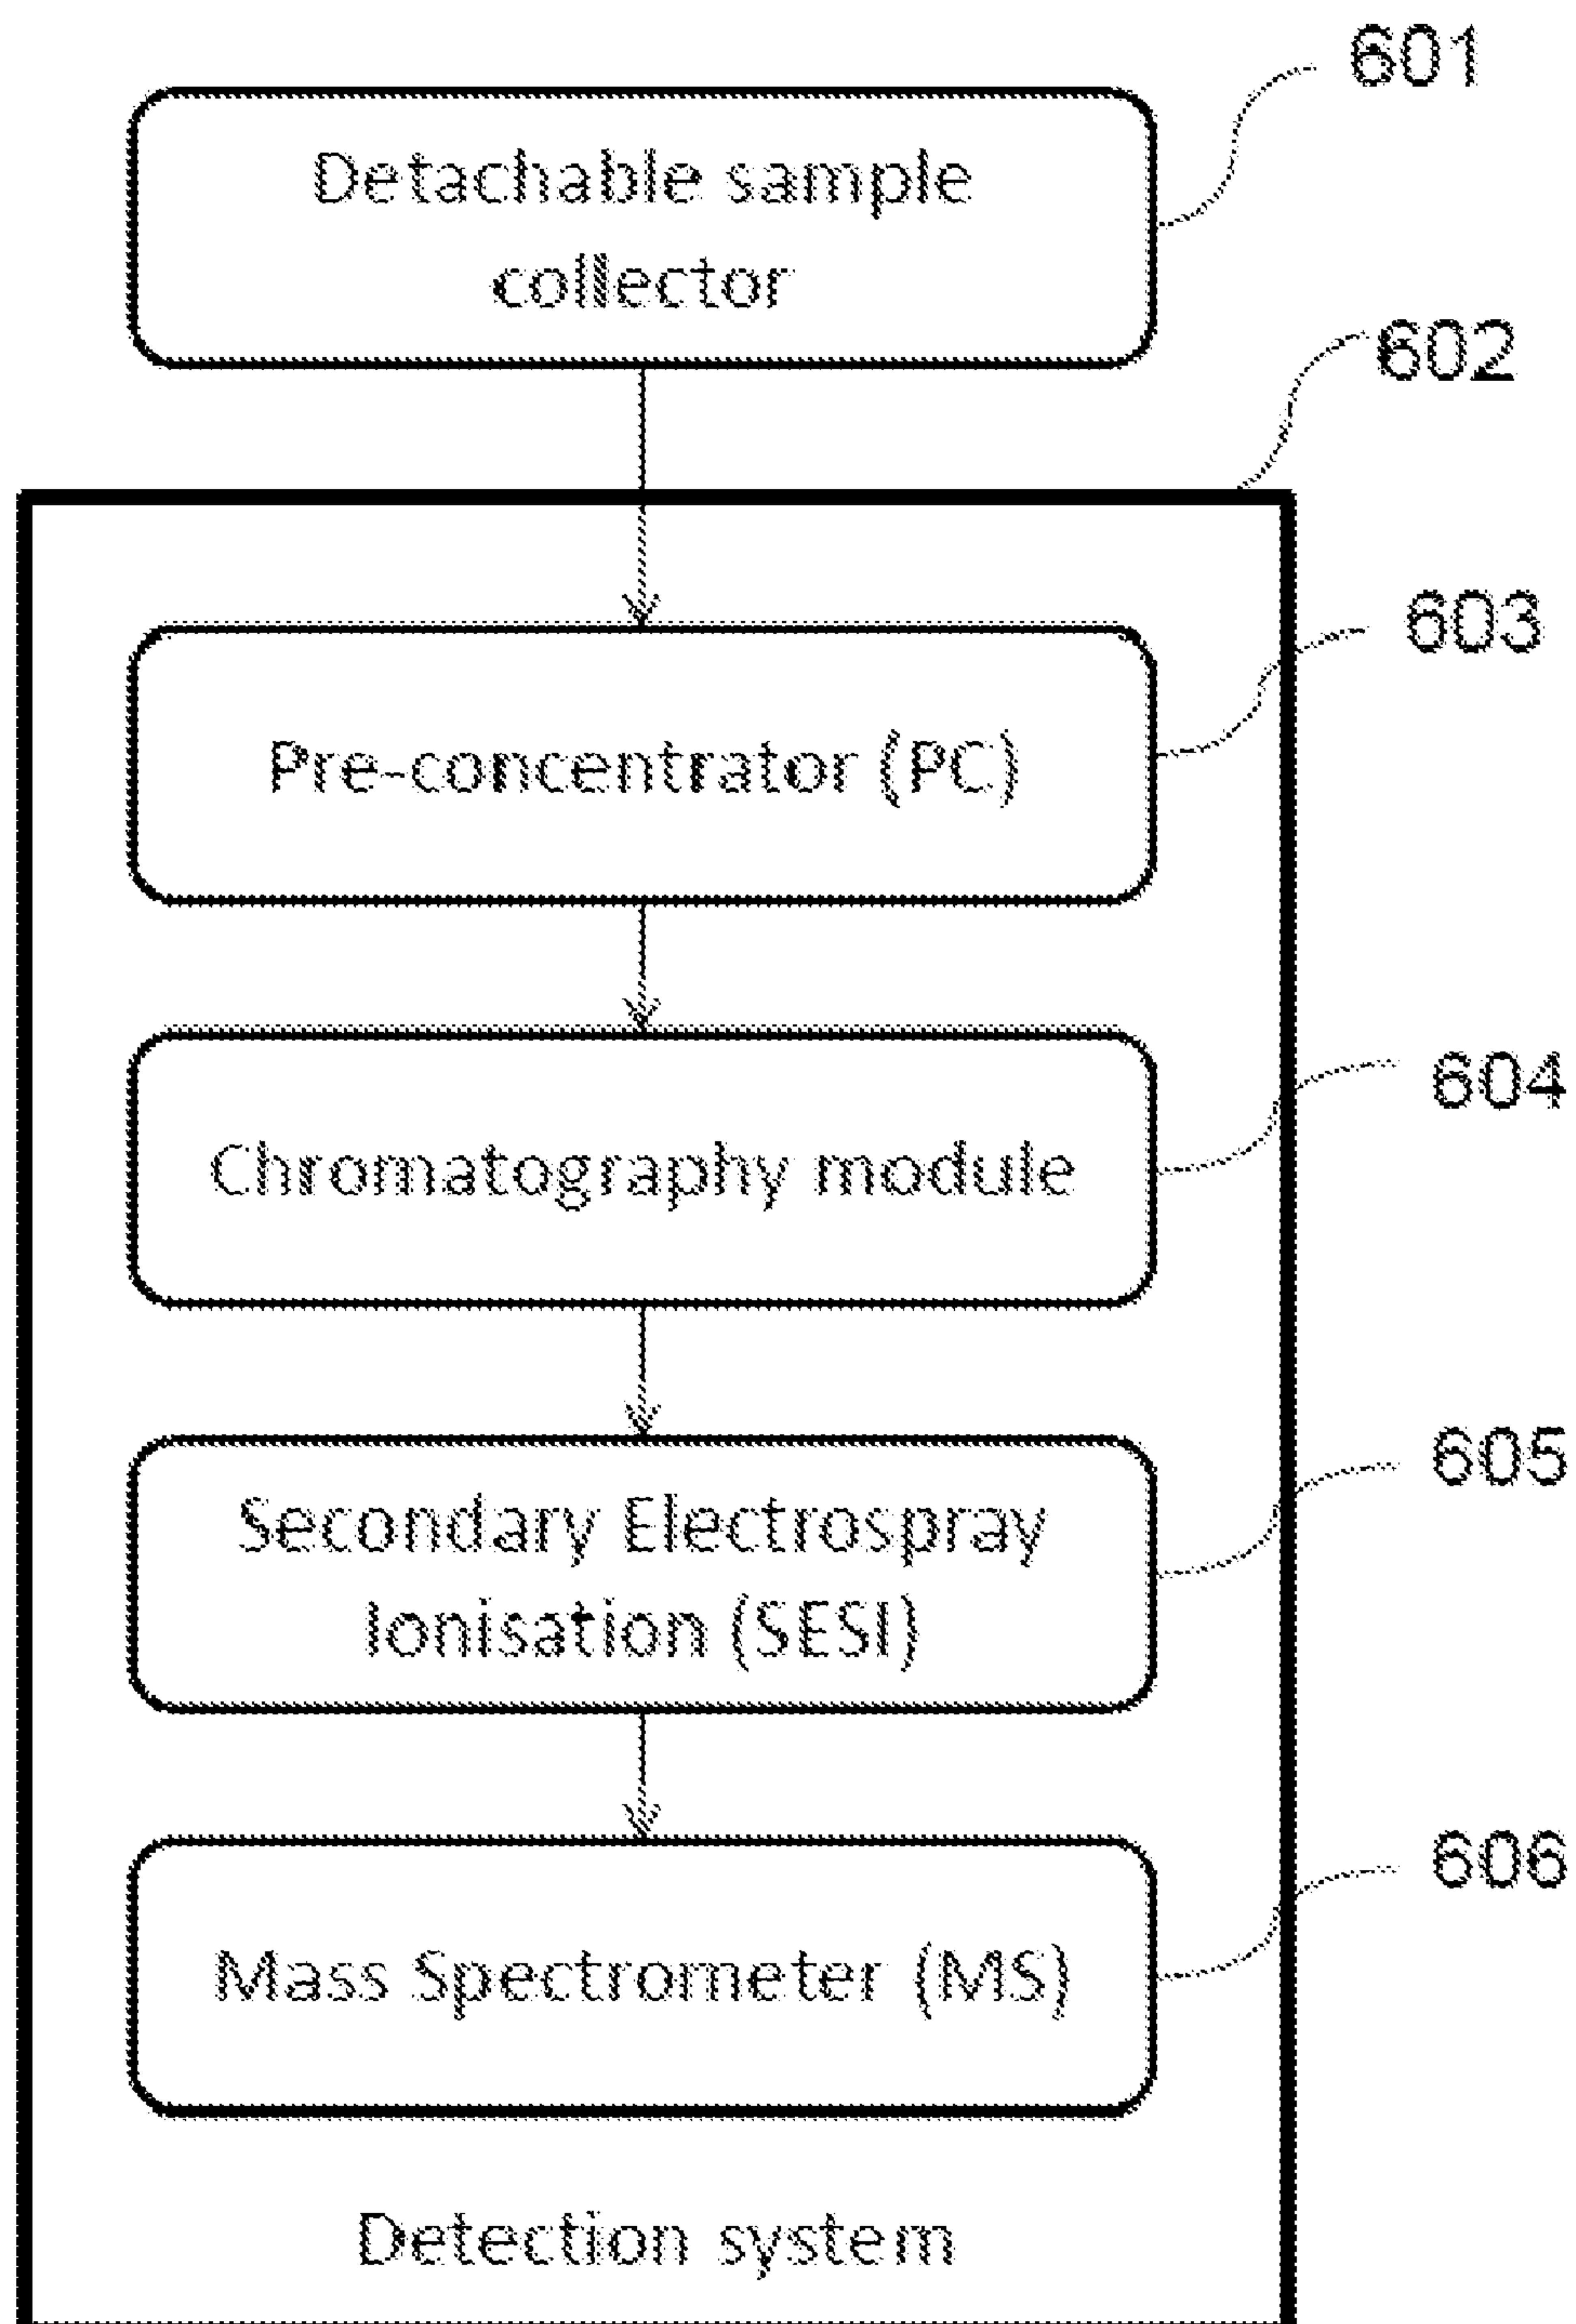 601
Detachable sample
collector
602
603
Pre-concentrator (PC)
604
Chromatography module
605
Secondary Electrospray
Ionisation (SESI)
606
Mass Spectrometer (MS)
Detection system